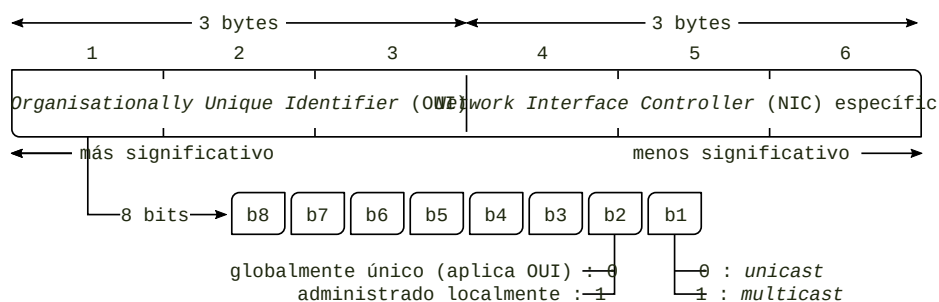 3 bytes 3 bytes
1 2 3 4 5 6
Organisationally Unique Identifier (OUI) Network Interface Controller (NIC) específic
más significativo menos significativo
8 bits b8 b7 b6 b5 b4 b3 b2 b1
globalmente único (aplica OUI) : 0 0 : unicast
administrado localmente : 1 1 : multicast